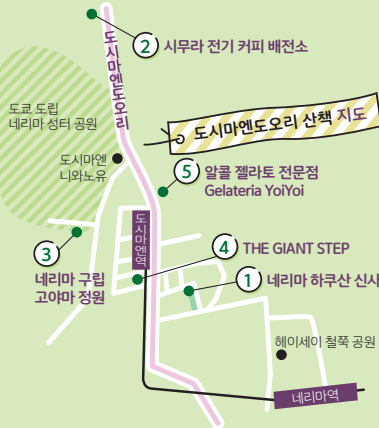 ② 시무라 전기 커피 배전소
도시마엔도오리
도쿄 도립
네리마 성터 공원
도시마엔도오리 산책 지도
도시마엔
니와노유
⑤ 알콜 젤라토 전문점
Gelateria YoiYoi
도시마엔역
③
네리마 구립
고야마 정원
④ THE GIANT STEP
① 네리마 하쿠산 신사
헤이세이 철쭉 공원
네리마역